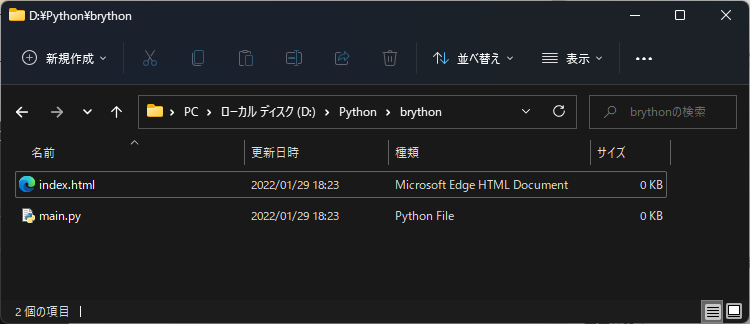 D:¥Python¥brython
新規作成 並べ替え 表示
PC ローカル ディスク (D:) Python brython brythonの検索
名前 更新日時 種類 サイズ
index.html 2022/01/29 18:23 Microsoft Edge HTML Document 0 KB
main.py 2022/01/29 18:23 Python File 0 KB
2 個の項目